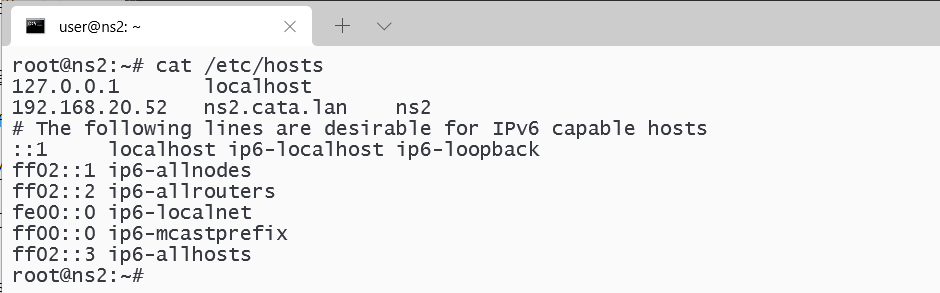 user@ns2: ~
root@ns2:~# cat /etc/hosts
127.0.0.1       localhost
192.168.20.52   ns2.cata.lan    ns2
# The following lines are desirable for IPv6 capable hosts
::1     localhost ip6-localhost ip6-loopback
ff02::1 ip6-allnodes
ff02::2 ip6-allrouters
fe00::0 ip6-localnet
ff00::0 ip6-mcastprefix
ff02::3 ip6-allhosts
root@ns2:~#